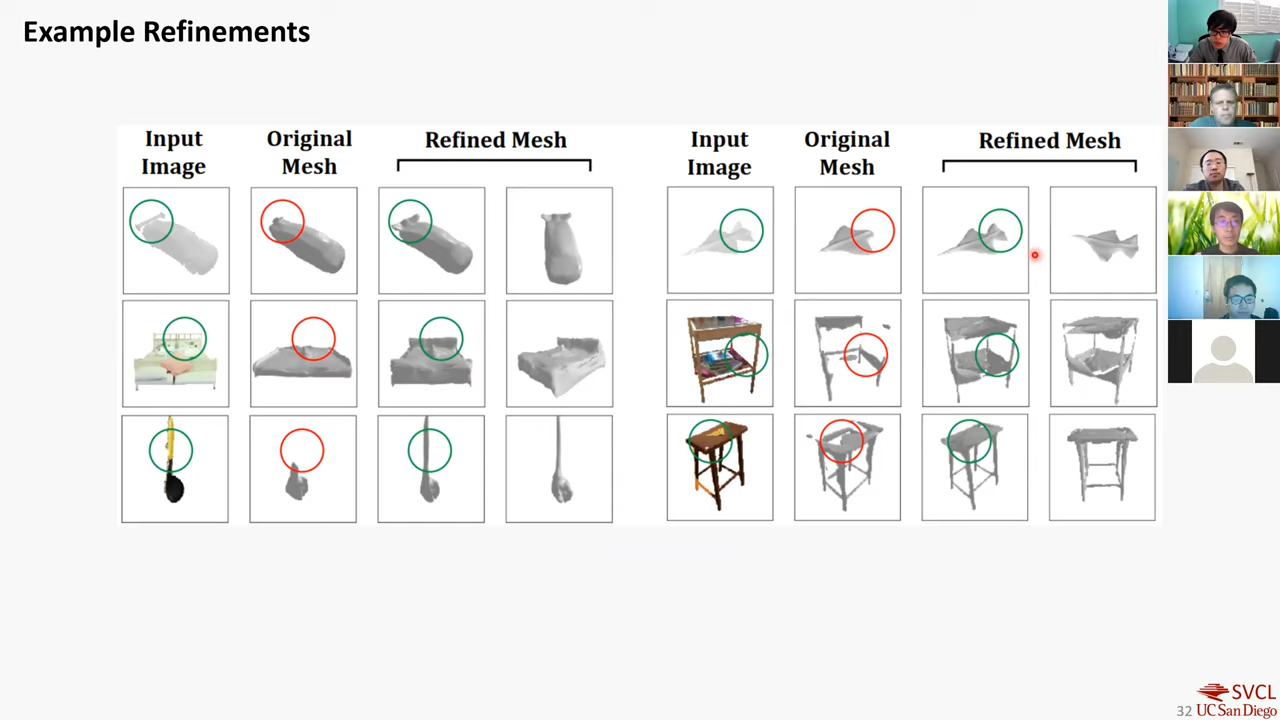 Example Refinements
Input Image
Original Mesh
Refined Mesh
Input Image
Original Mesh
Refined Mesh
32
SVCL
UC San Diego